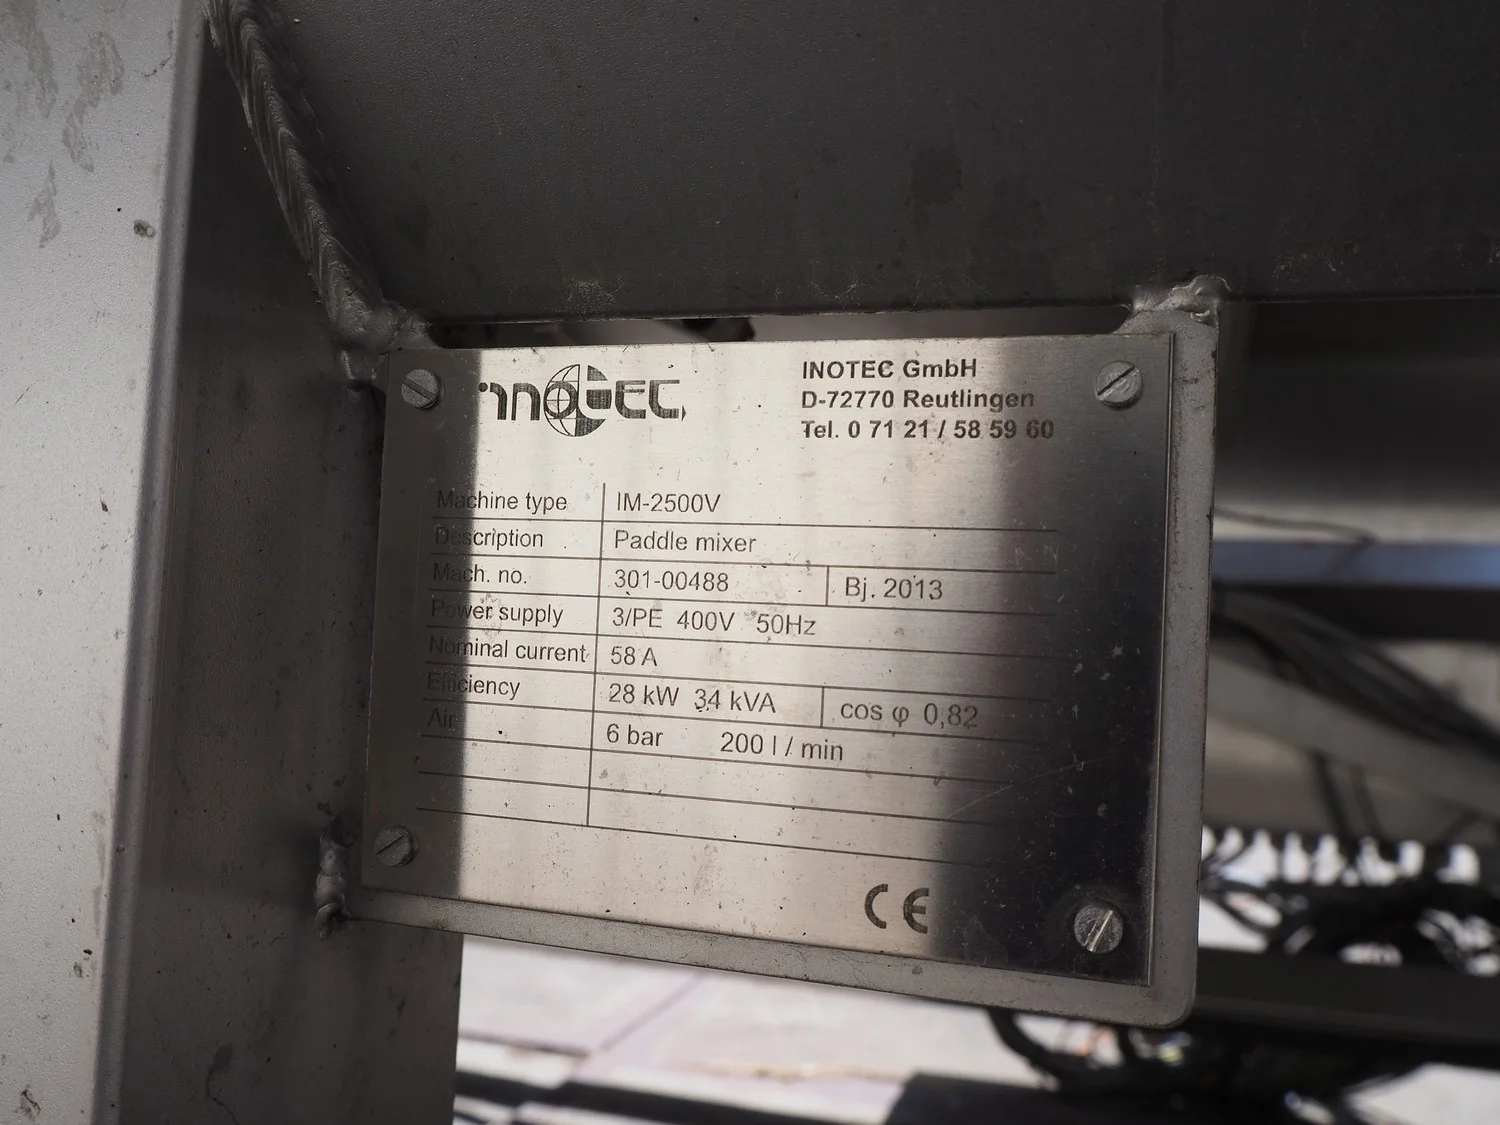 INOTEC
INOTEC GmbH
D-72770 Reutlingen
Tel. 0 71 21 / 58 59 60
Machine type IM-2500V
Description Paddle mixer
Mach. no. 301-00488 Bj. 2013
Power supply 3/PE 400V 50Hz
Nominal current 58 A
Efficiency 28 kW 34 kVA cos φ 0,82
Air 6 bar 200 l / min
CE